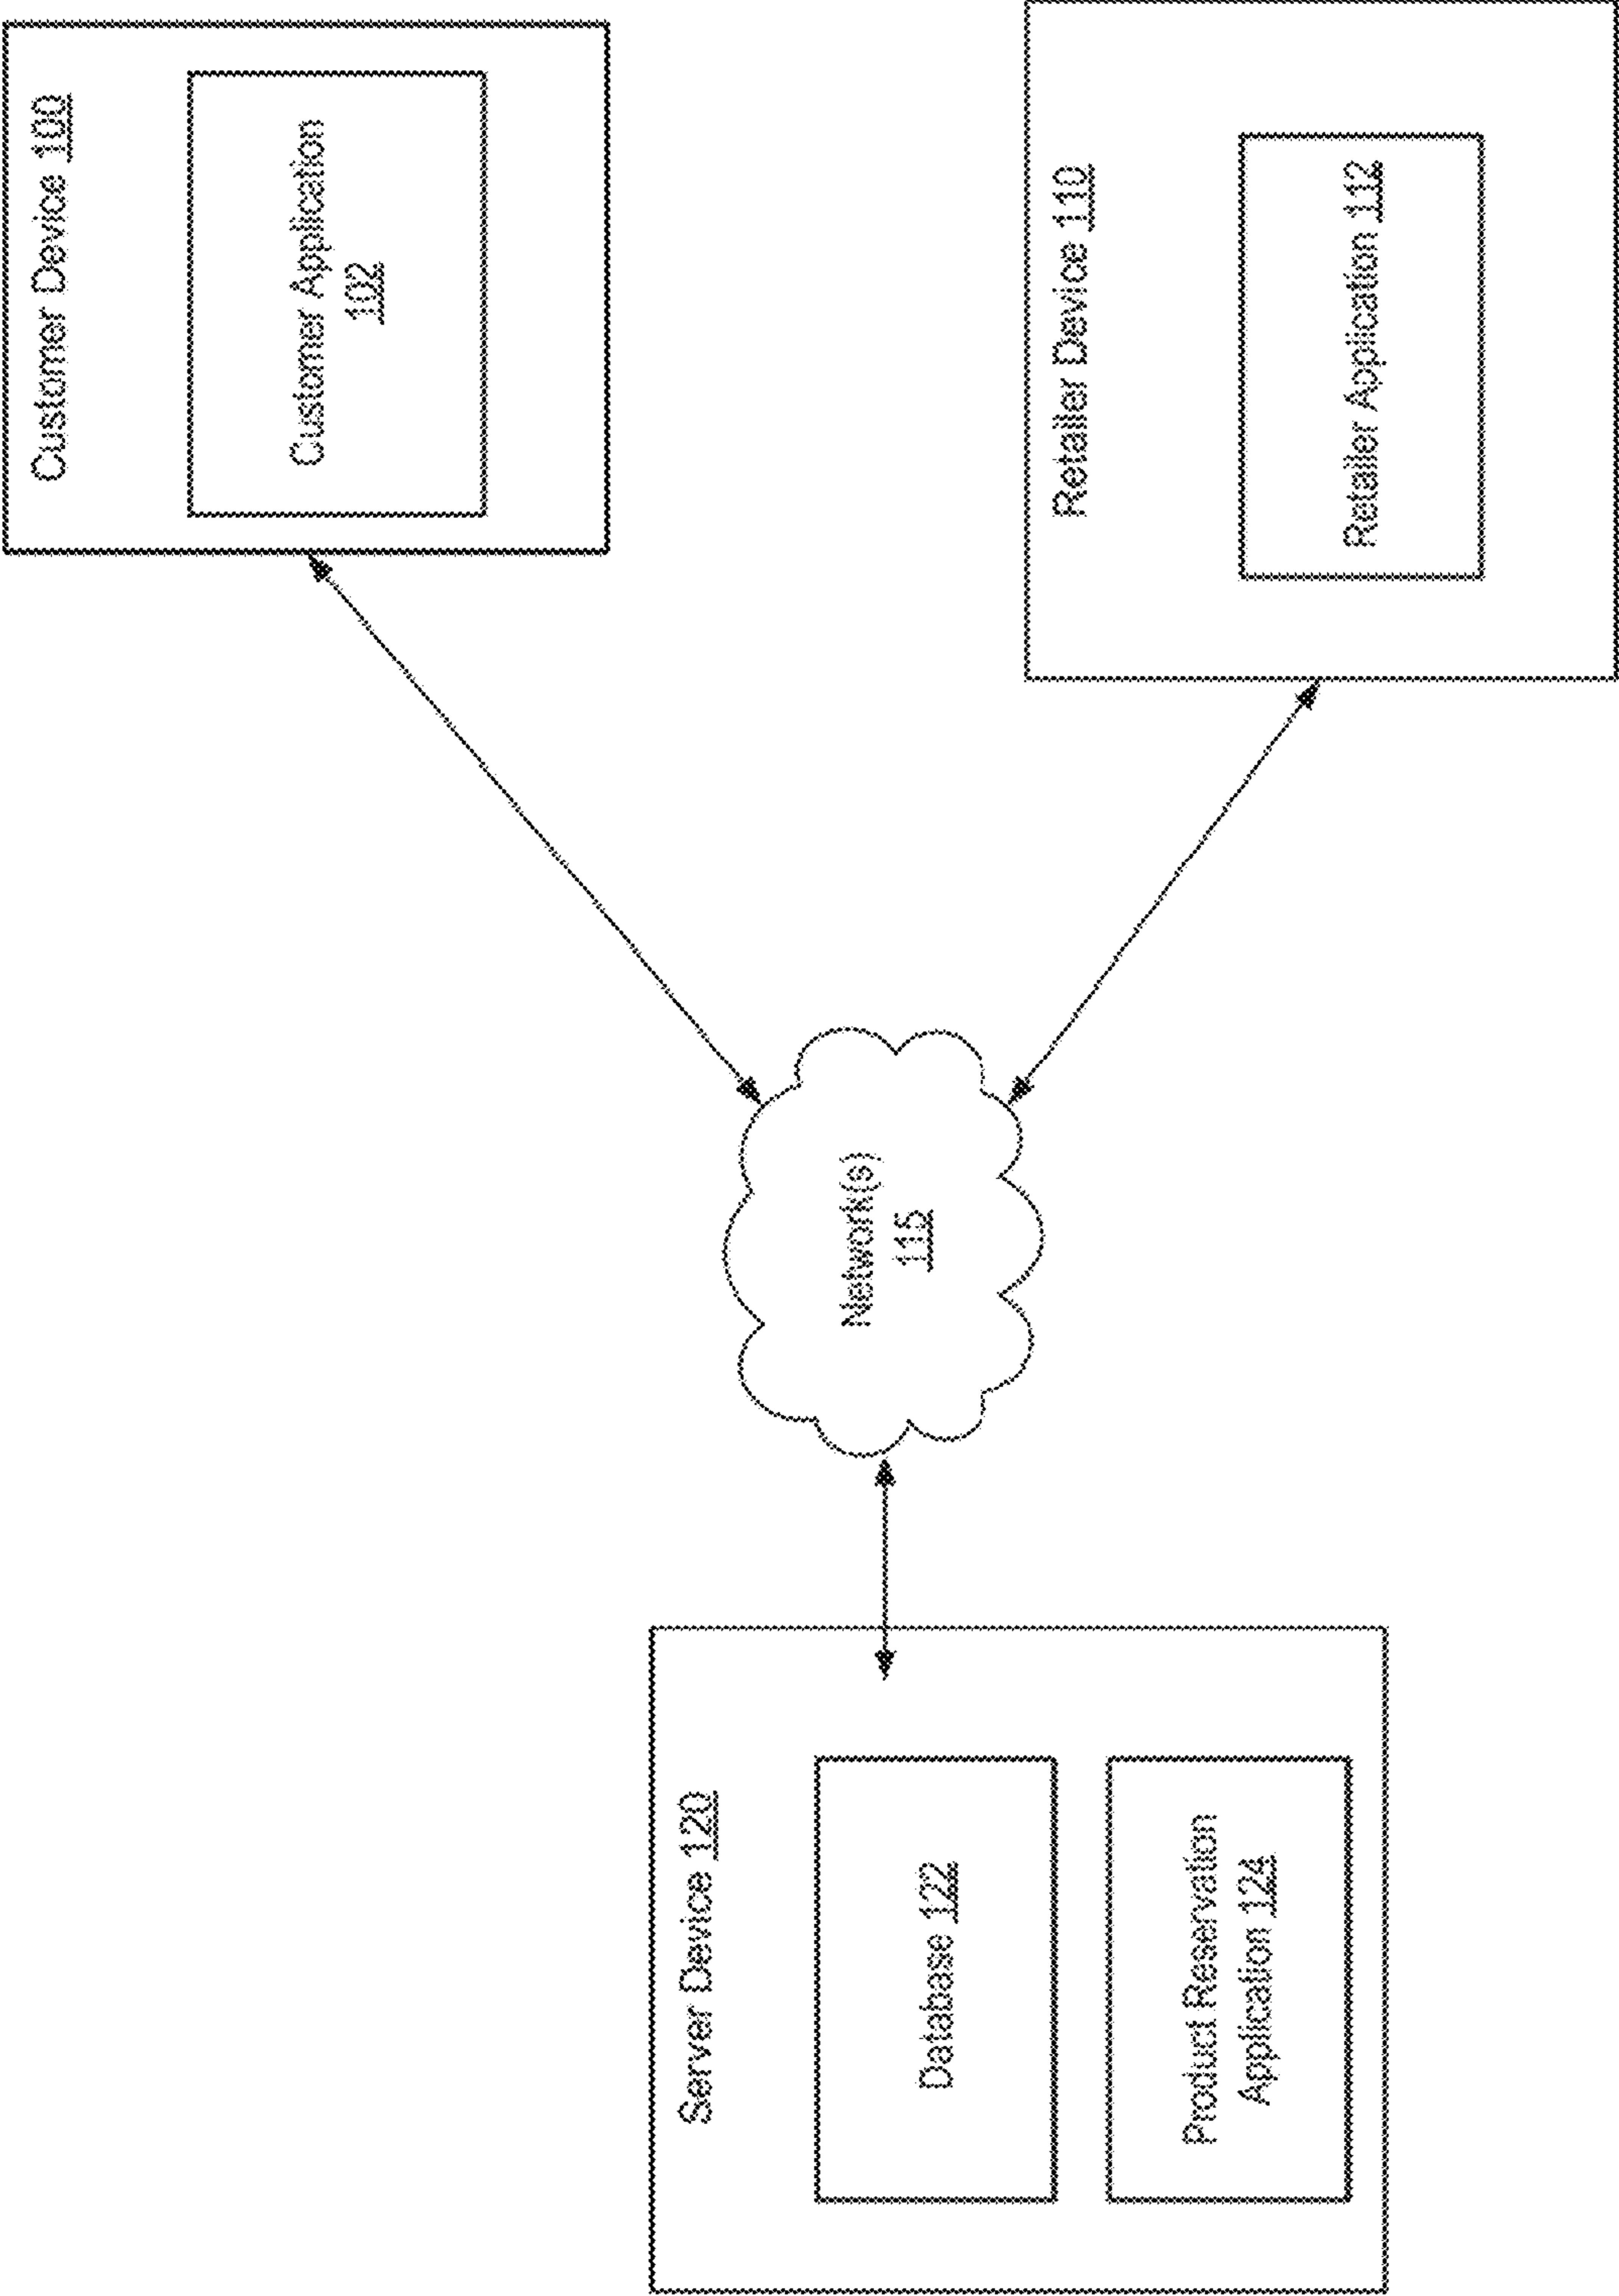 Server Device 120
Database 122
Product Reservation
Application 124
Network(s)
115
Customer Device 100
Customer Application
102
Retailer Device 110
Retailer Application 112